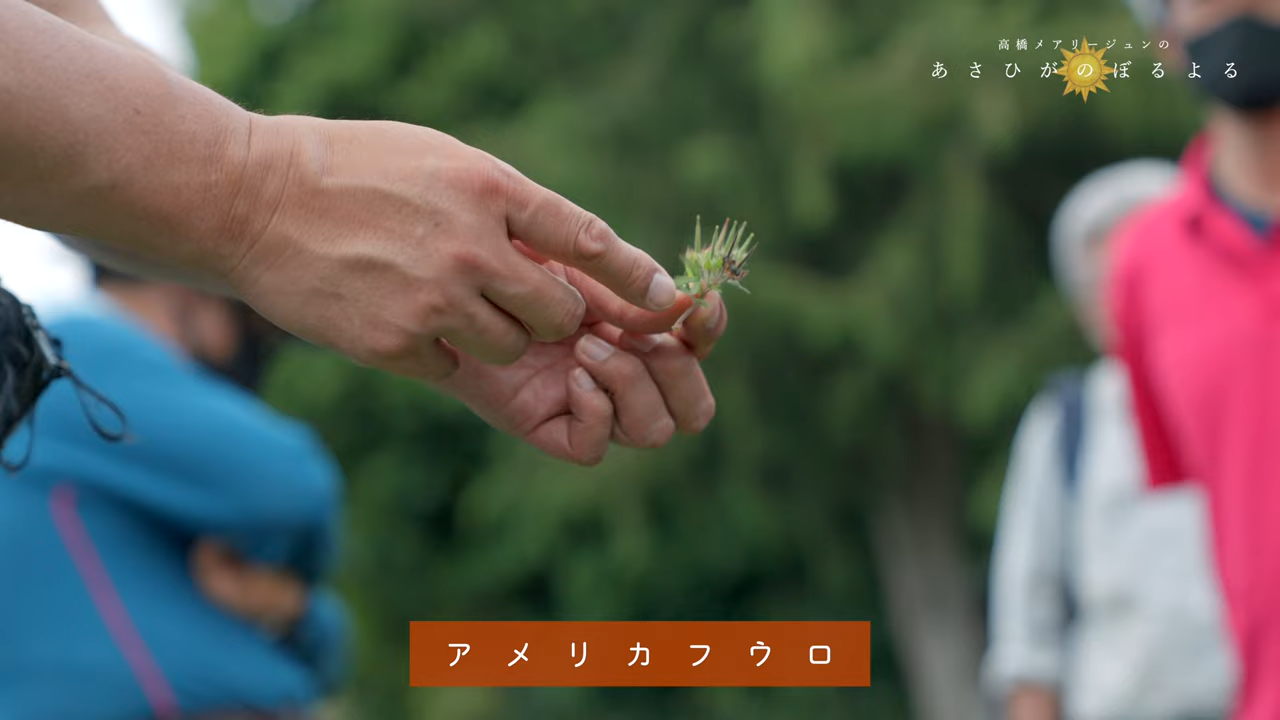 高橋メアリージュンの
あさひがのぼるよる
アメリカフウロ